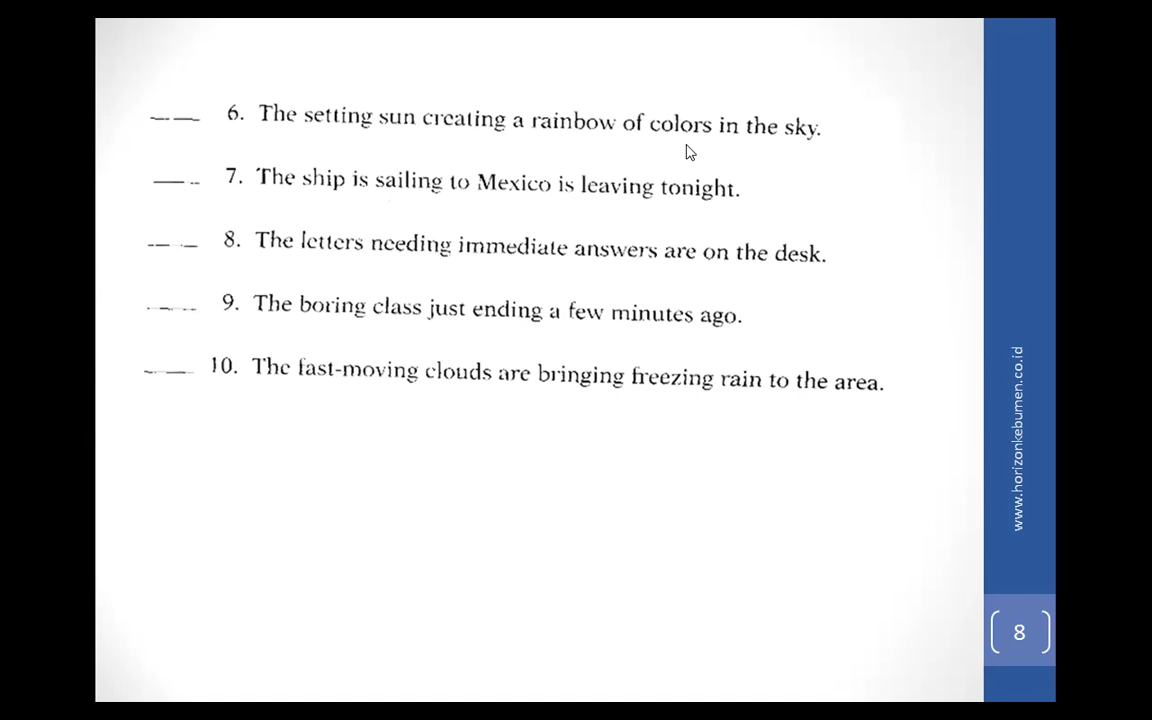 6. The setting sun creating a rainbow of colors in the sky.
7. The ship is sailing to Mexico is leaving tonight.
8. The letters needing immediate answers are on the desk.
9. The boring class just ending a few minutes ago.
10. The fast-moving clouds are bringing freezing rain to the area.
www.horizonkebumen.co.id
8